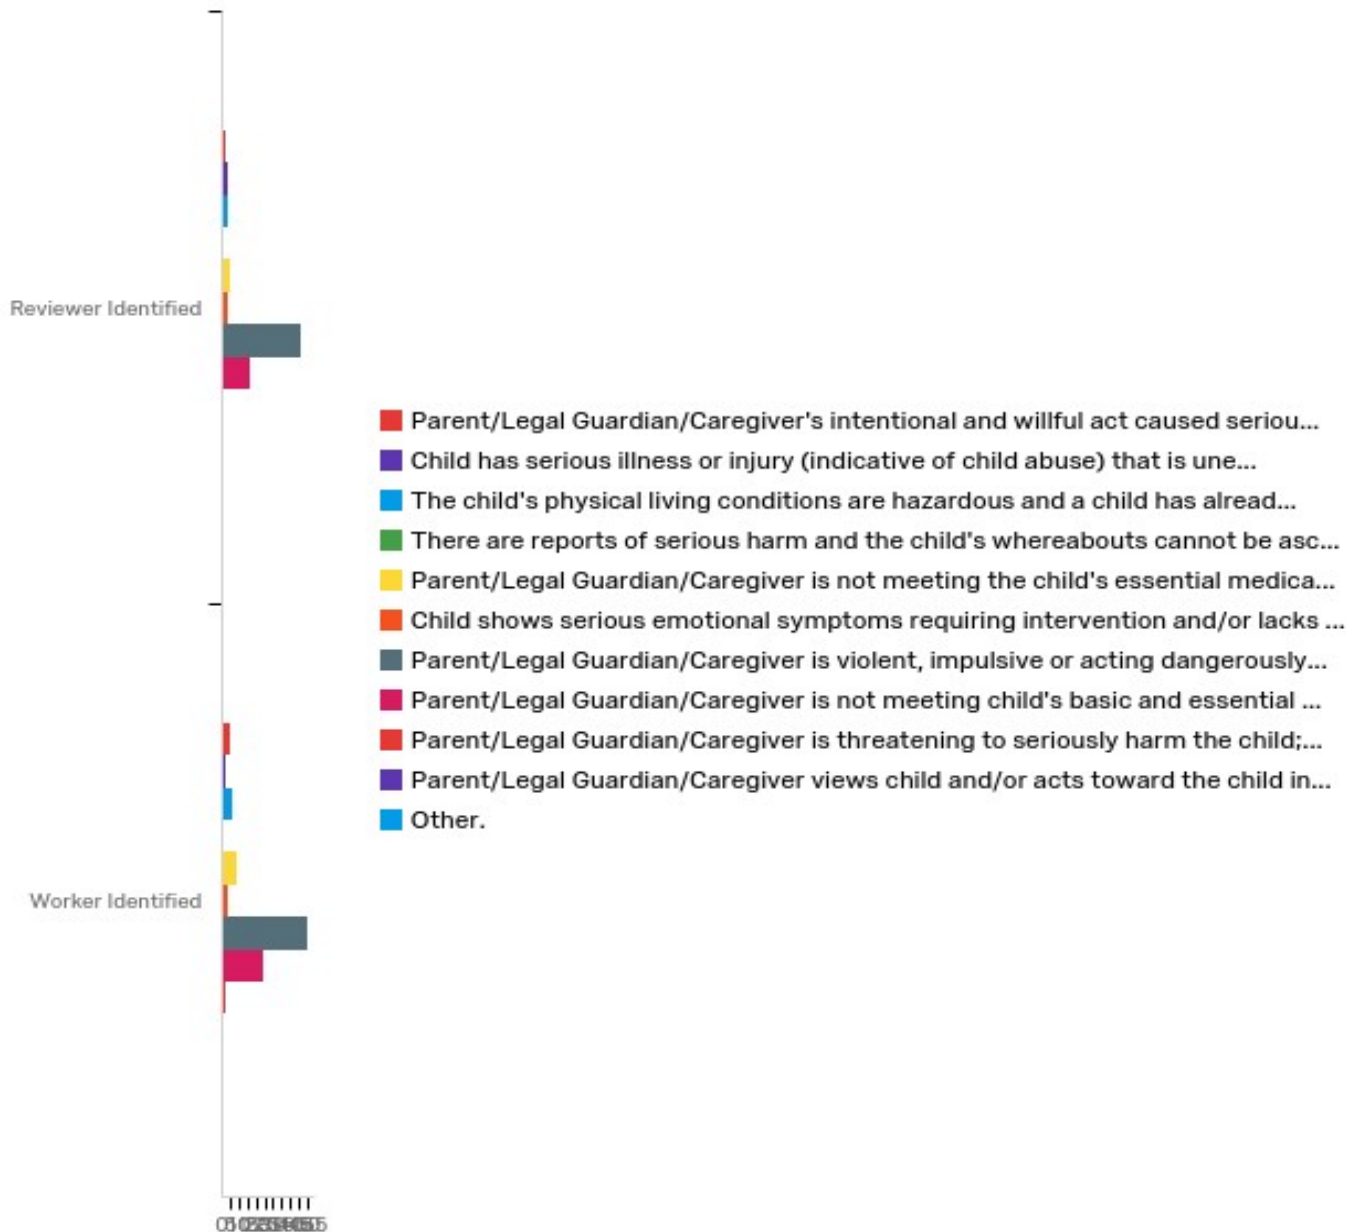 Reviewer Identified
Parent/Legal Guardian/Caregiver's intentional and willful act caused seriou...
Child has serious illness or injury (indicative of child abuse) that is une...
The child's physical living conditions are hazardous and a child has alread...
There are reports of serious harm and the child's whereabouts cannot be asc...
Parent/Legal Guardian/Caregiver is not meeting the child's essential medica...
Child shows serious emotional symptoms requiring intervention and/or lacks ...
Parent/Legal Guardian/Caregiver is violent, impulsive or acting dangerously...
Parent/Legal Guardian/Caregiver is not meeting child's basic and essential ...
Parent/Legal Guardian/Caregiver is threatening to seriously harm the child;...
Parent/Legal Guardian/Caregiver views child and/or acts toward the child in...
Other.
Worker Identified